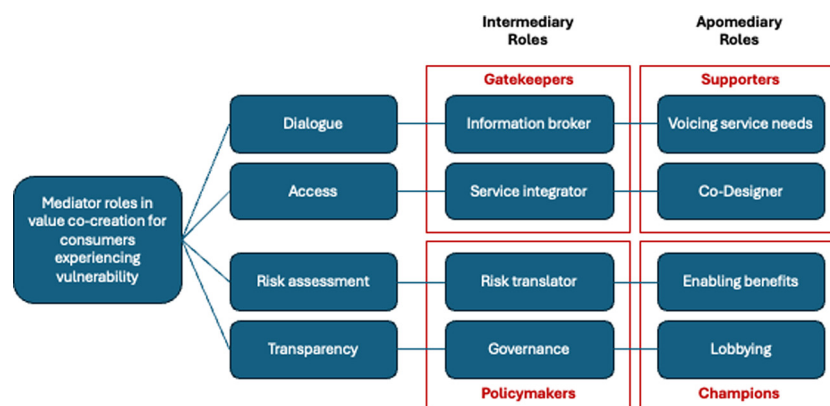 Intermediary
Roles
Apomediary
Roles
Gatekeepers
Supporters
Dialogue
Information broker
Voicing service needs
Access
Service integrator
Co-Designer
Mediator roles in
value co-creation for
consumers
experiencing
vulnerability
Risk assessment
Risk translator
Enabling benefits
Transparency
Governance
Lobbying
Policymakers
Champions